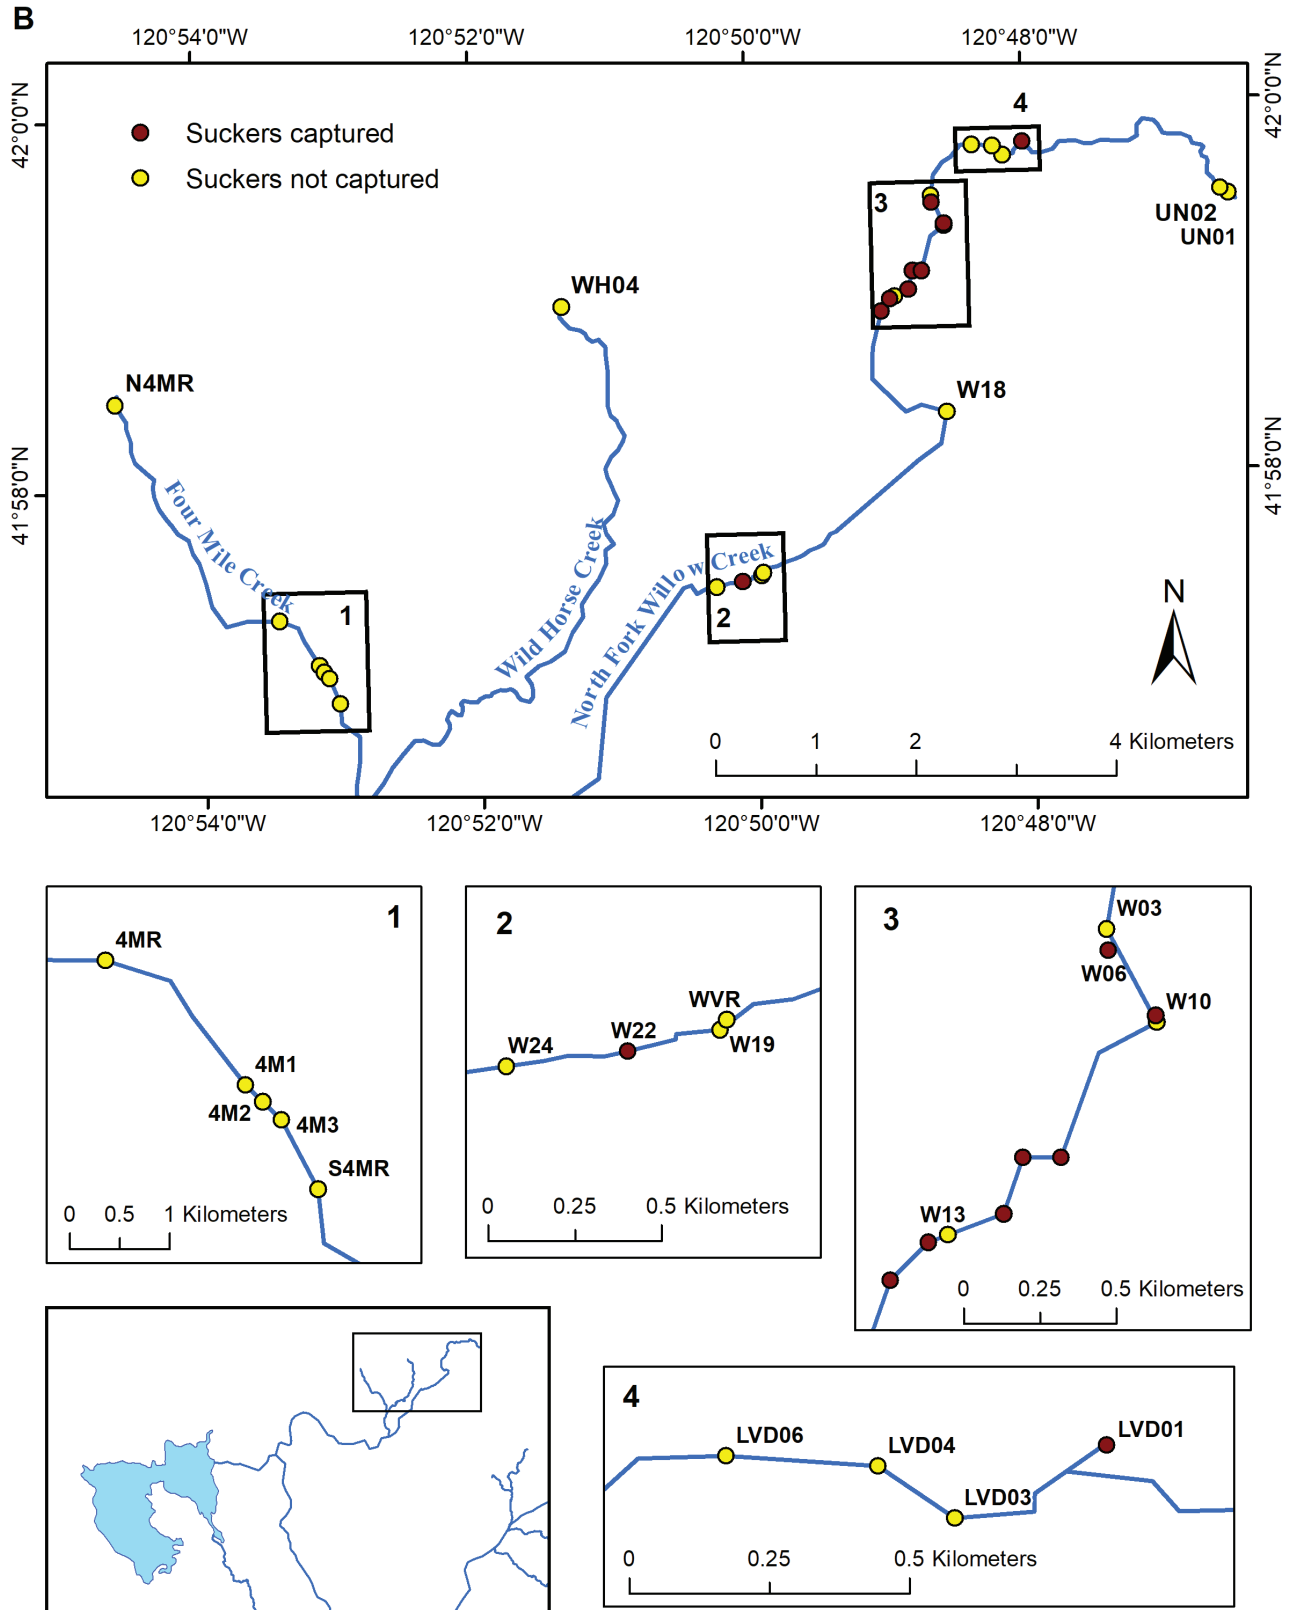 B
120°54'0"W 120°52'0"W 120°50'0"W 120°48'0"W
42°0'0"N
42°0'0"N
Suckers captured
Suckers not captured
4
3
UN02
UN01
WH04
N4MR
W18
41°58'0"N
41°58'0"N
Four Mile Creek
Wild Horse Creek
North Fork Willow Creek
1
2
N
0 1 2 4 Kilometers
120°54'0"W 120°52'0"W 120°50'0"W 120°48'0"W
1
4MR
4M1
4M2
4M3
S4MR
0 0.5 1 Kilometers
2
WVR
W22
W24
W19
0 0.25 0.5 Kilometers
3
W03
W06
W10
W13
0 0.25 0.5 Kilometers
4
LVD06
LVD04
LVD01
LVD03
0 0.25 0.5 Kilometers